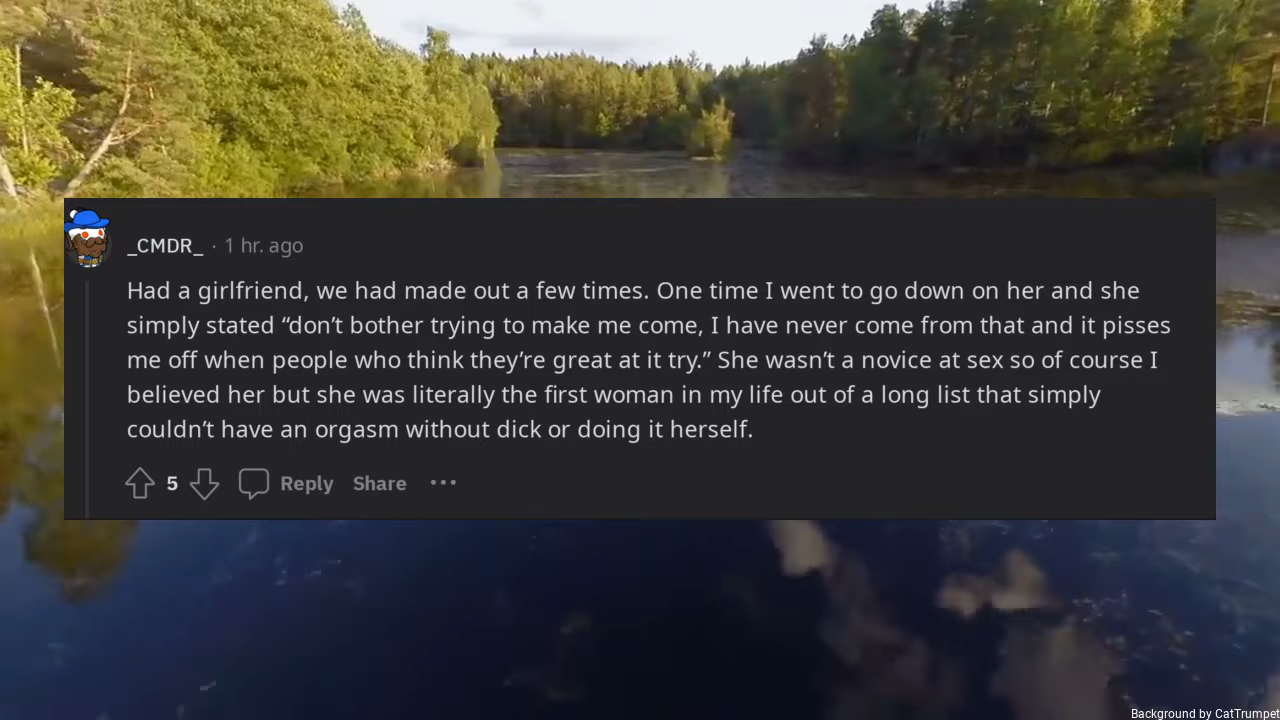 _CMDR_ · 1 hr. ago
Had a girlfriend, we had made out a few times. One time I went to go down on her and she
simply stated “don’t bother trying to make me come, I have never come from that and it pisses
me off when people who think they’re great at it try.” She wasn’t a novice at sex so of course I
believed her but she was literally the first woman in my life out of a long list that simply
couldn’t have an orgasm without dick or doing it herself.
5 Reply Share •••
Background by CatTrumpet